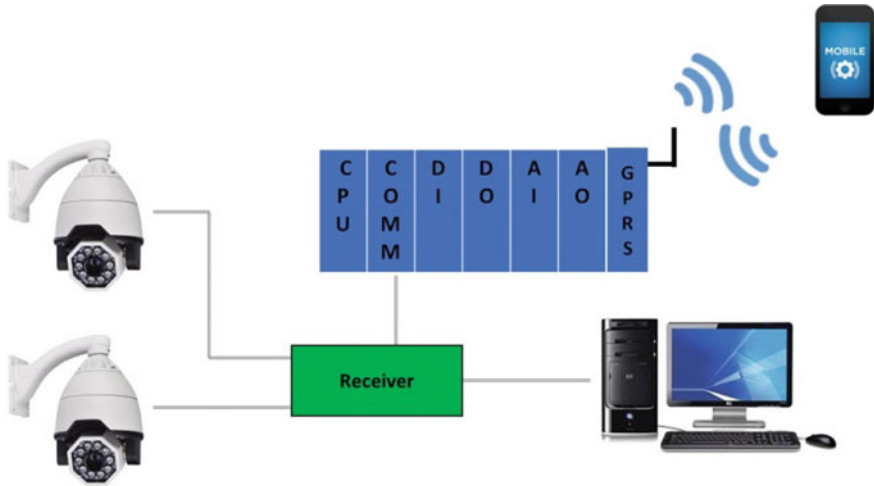 MOBILE
CPU
COMM
DI
DO
AI
AO
GPRS
Receiver